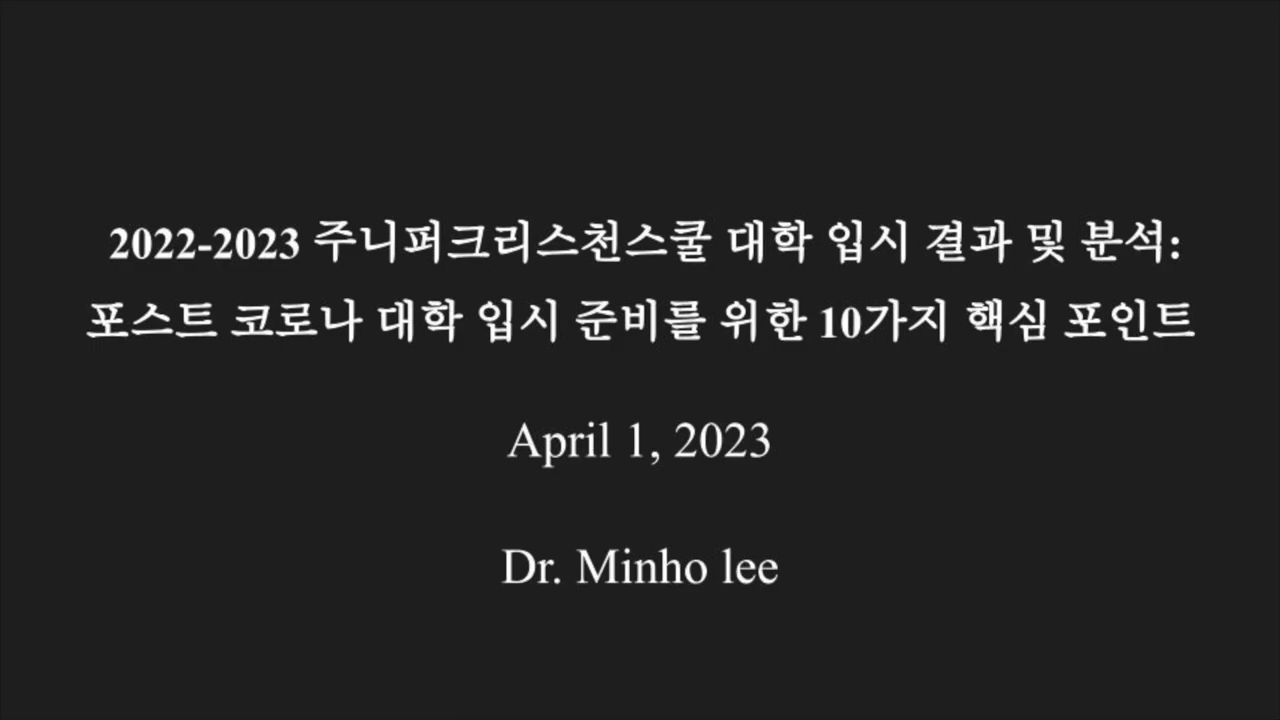 2022-2023 주니퍼크리스천스쿨 대학 입시 결과 및 분석:
포스트 코로나 대학 입시 준비를 위한 10가지 핵심 포인트
April 1, 2023
Dr. Minho lee